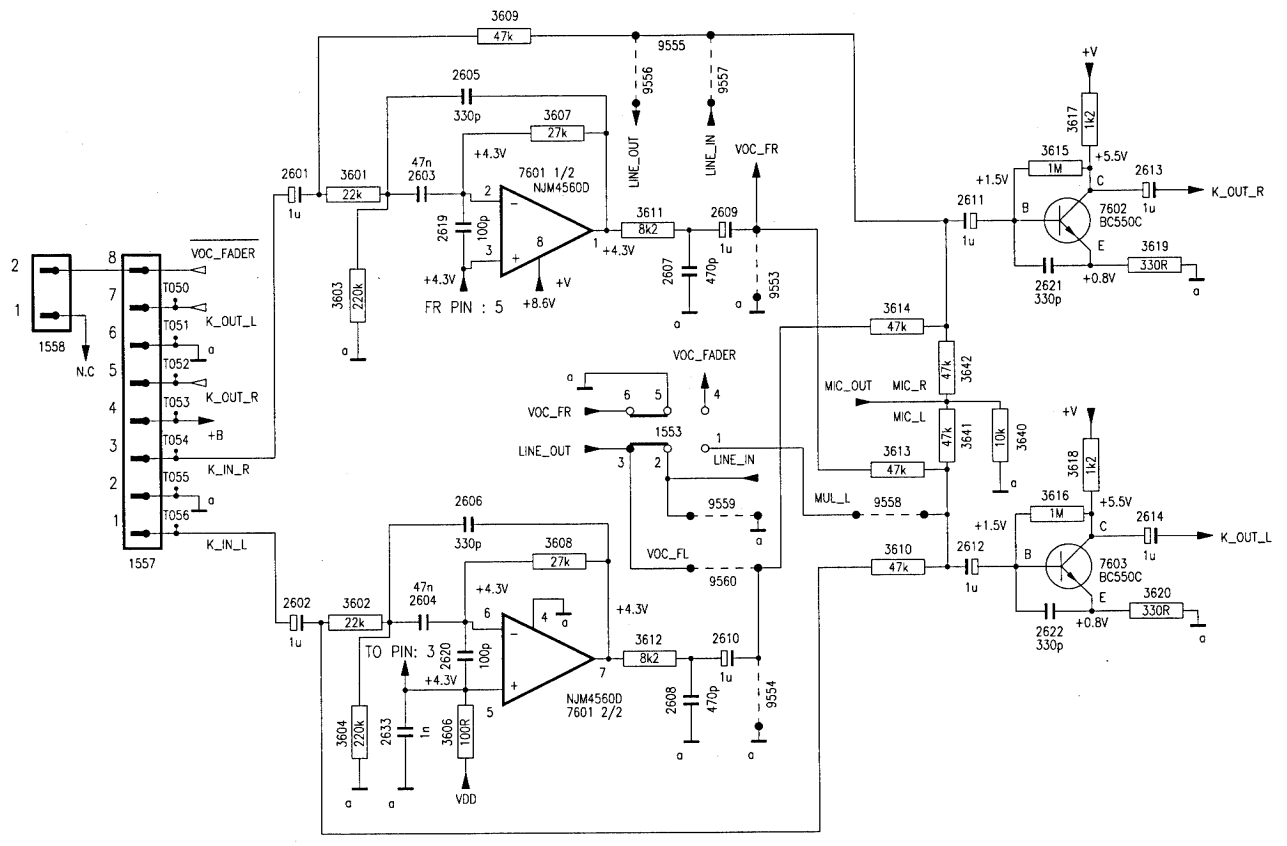 3609
47k
9555
9556
9557
LINE_OUT
LINE_IN
2605
330p
3607
27k
+4.3V
7601 1/2
NJM4560D
47n
2603
2601
1u
3601
22k
2
3
8
1
2619
100p
+4.3V
+V
+8.6V
FR PIN : 5
3603
220k
a
+4.3V
3611
8k2
2609
1u
VOC_FR
2607
470p
a
9553
a
+V
3617
1k2
3615
1M
+5.5V
+1.5V
2613
1u
K_OUT_R
C
B
E
7602
BC550C
2611
1u
2621
330p
+0.8V
3619
330R
a
2
1
1558
N.C
8
7
6
5
4
3
2
1
1557
VOC_FADER
T050
K_OUT_L
T051
a
T052
K_OUT_R
T053
+B
T054
K_IN_R
T055
a
T056
K_IN_L
3614
47k
3642
47k
MIC_OUT
MIC_R
MIC_L
3641
47k
3640
10k
a
3613
47k
a
6
5
VOC_FADER
4
VOC_FR
1553
LINE_OUT
3
2
1
LINE_IN
9559
a
MUL_L
9558
VOC_FL
9560
3610
47k
2612
1u
+V
3618
1k2
3616
1M
+5.5V
+1.5V
2614
1u
K_OUT_L
C
B
E
7603
BC550C
2622
330p
+0.8V
3620
330R
a
2606
330p
3608
27k
47n
2604
+4.3V
2602
1u
3602
22k
6
4
a
+4.3V
TO PIN: 3
2620
100p
+4.3V
5
7
NJM4560D
7601 2/2
3612
8k2
2610
1u
2608
470p
a
9554
a
3604
220k
a
2633
1n
a
3606
100R
VDD